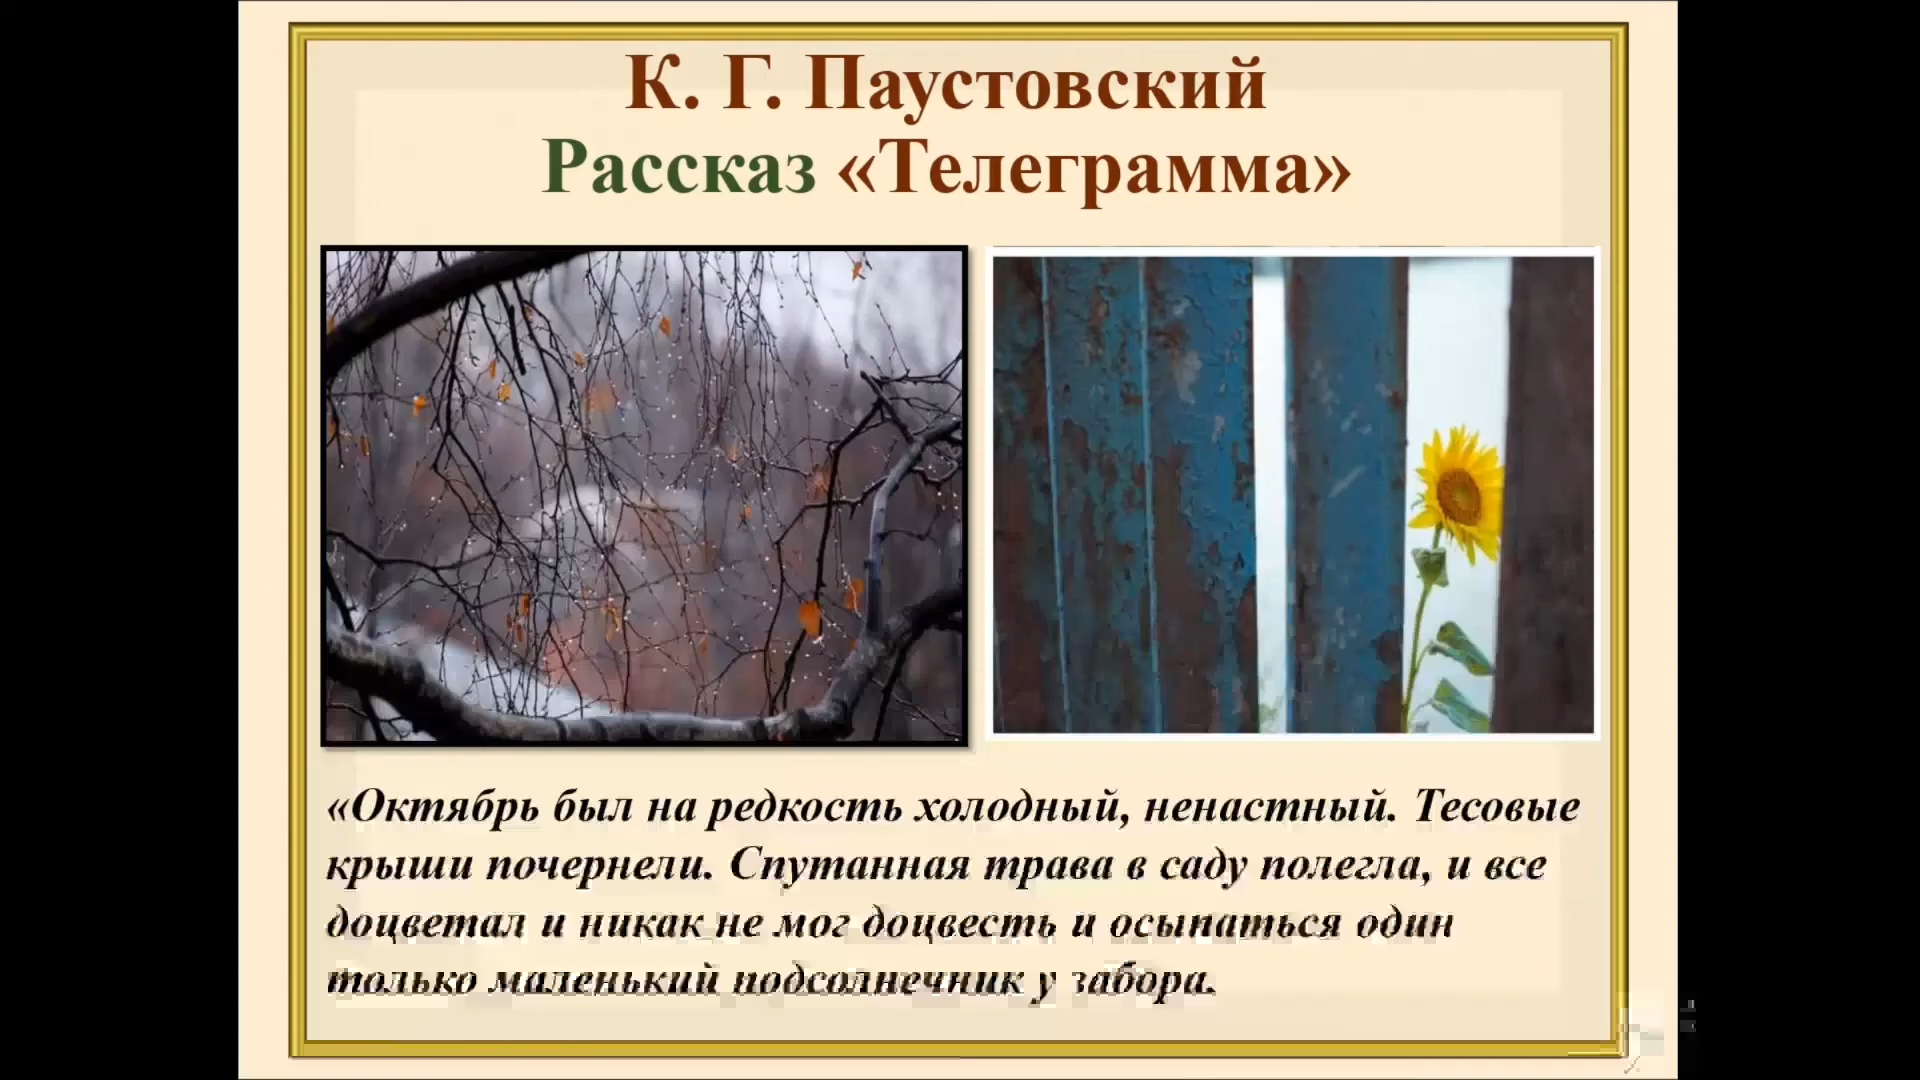 К. Г. Паустовский
Рассказ «Телеграмма»
«Октябрь был на редкость холодный, ненастный. Тесовые
крыши почернели. Спутанная трава в саду полегла, и все
доцветал и никак не мог доцвесть и осыпаться один
только маленький подсолнечник у забора.